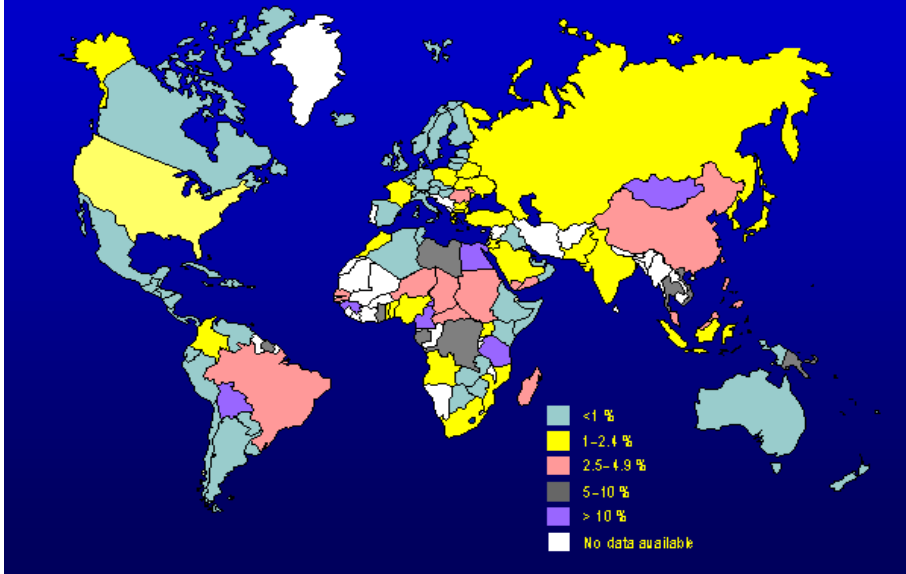 <1 %
1-2.4 %
2.5-4.9 %
5-10 %
> 10 %
No data available